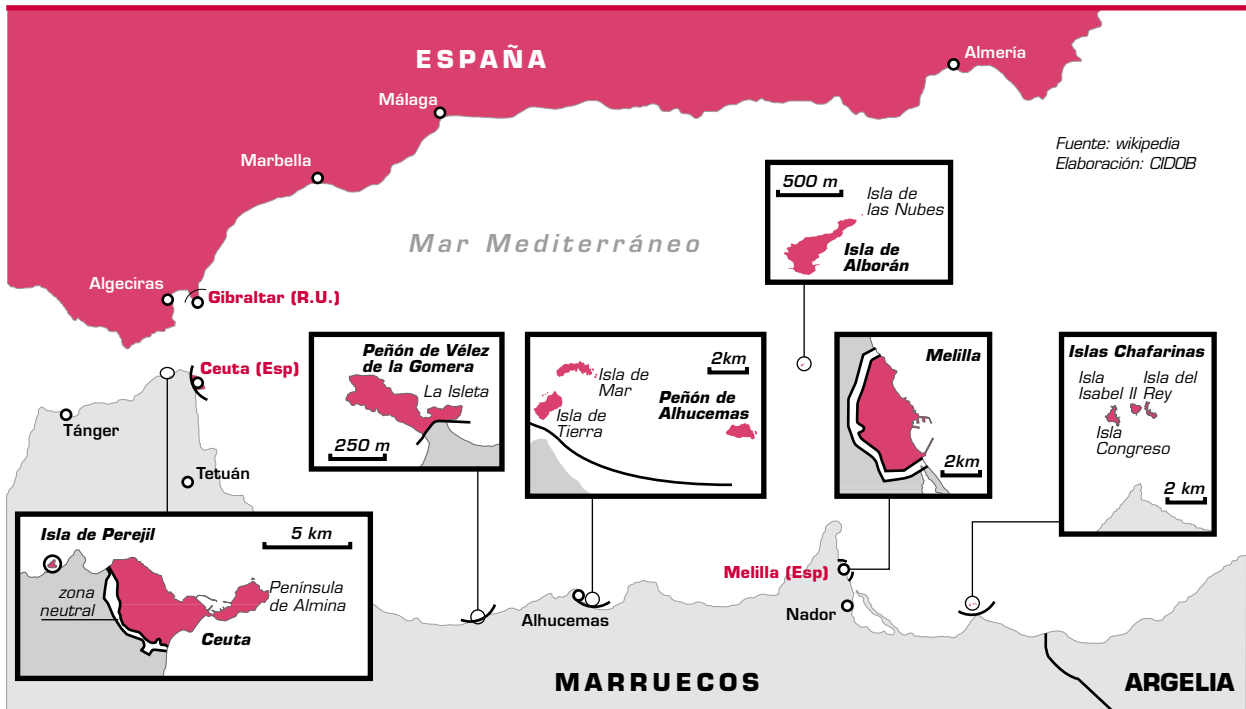 ESPAÑA
Almería
Málaga
Fuente: wikipedia
Elaboración: CIDOB
Marbella
500 m
Isla de
las Nubes
Isla de
Alborán
Mar Mediterráneo
Algeciras
Gibraltar (R.U.)
Ceuta (Esp)
Tánger
Tetuán
Peñón de Vélez
de la Gomera
La Isleta
250 m
2km
Isla de
Mar
Isla de
Tierra
Peñón de
Alhucemas
Melilla
2km
Islas Chafarinas
Isla
Isabel II
Isla del
Rey
Isla
Congreso
2 km
Isla de Perejil
5 km
zona
neutral
Península
de Almina
Ceuta
Melilla (Esp)
Nador
Alhucemas
MARRUECOS
ARGELIA